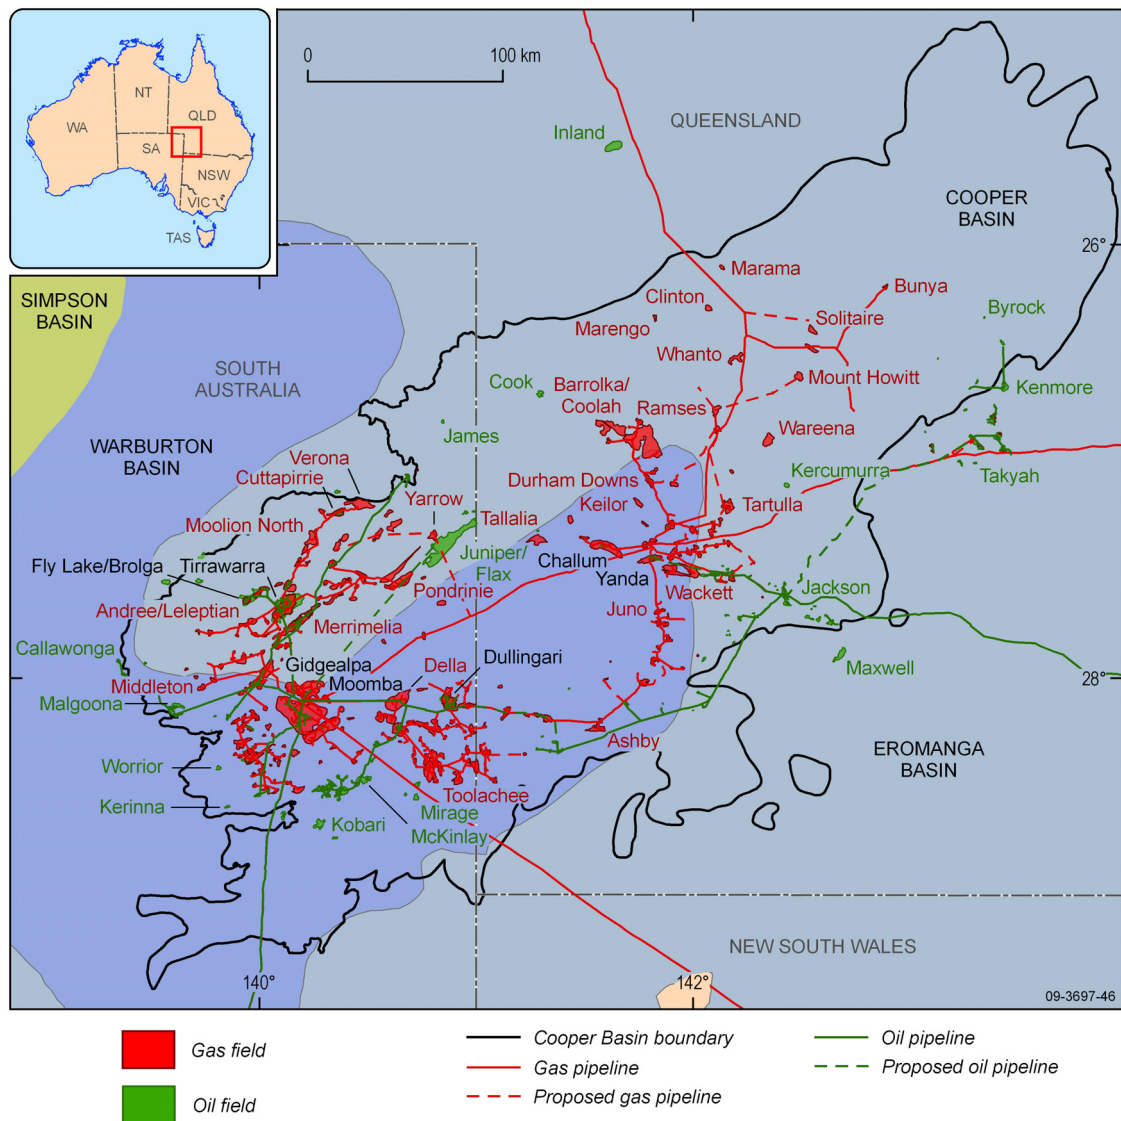 WA
NT
QLD
SA
NSW
VIC
TAS
0
100 km
QUEENSLAND
Inland
COOPER
BASIN
26°
Marama
Bunya
Clinton
Byrock
Solitaire
Marengo
Whanto
SIMPSON
BASIN
SOUTH
AUSTRALIA
Cook
Barrolka/
Coolah
Ramses
Mount Howitt
Kenmore
James
Wareena
WARBURTON
BASIN
Verona
Cuttapirrie
Kercumurra
Takyah
Durham Downs
Yarrow
Keilor
Tartulla
Moolion North
Tallalia
Fly Lake/Brolga
Tirrawarra
Juniper/
Flax
Challum
Yanda
Wackett
Jackson
Pondrinie
Andree/Leleptian
Merrimelia
Juno
Callawonga
Gidgealpa
Della
Dullingari
Maxwell
Middleton
Moomba
28°
Malgoona
Ashby
EROMANGA
BASIN
Worrior
Toolachee
Kerinna
Mirage
Kobari
McKinlay
NEW SOUTH WALES
140°
142°
09-3697-46
Gas field
Oil field
Cooper Basin boundary
Gas pipeline
Proposed gas pipeline
Oil pipeline
Proposed oil pipeline